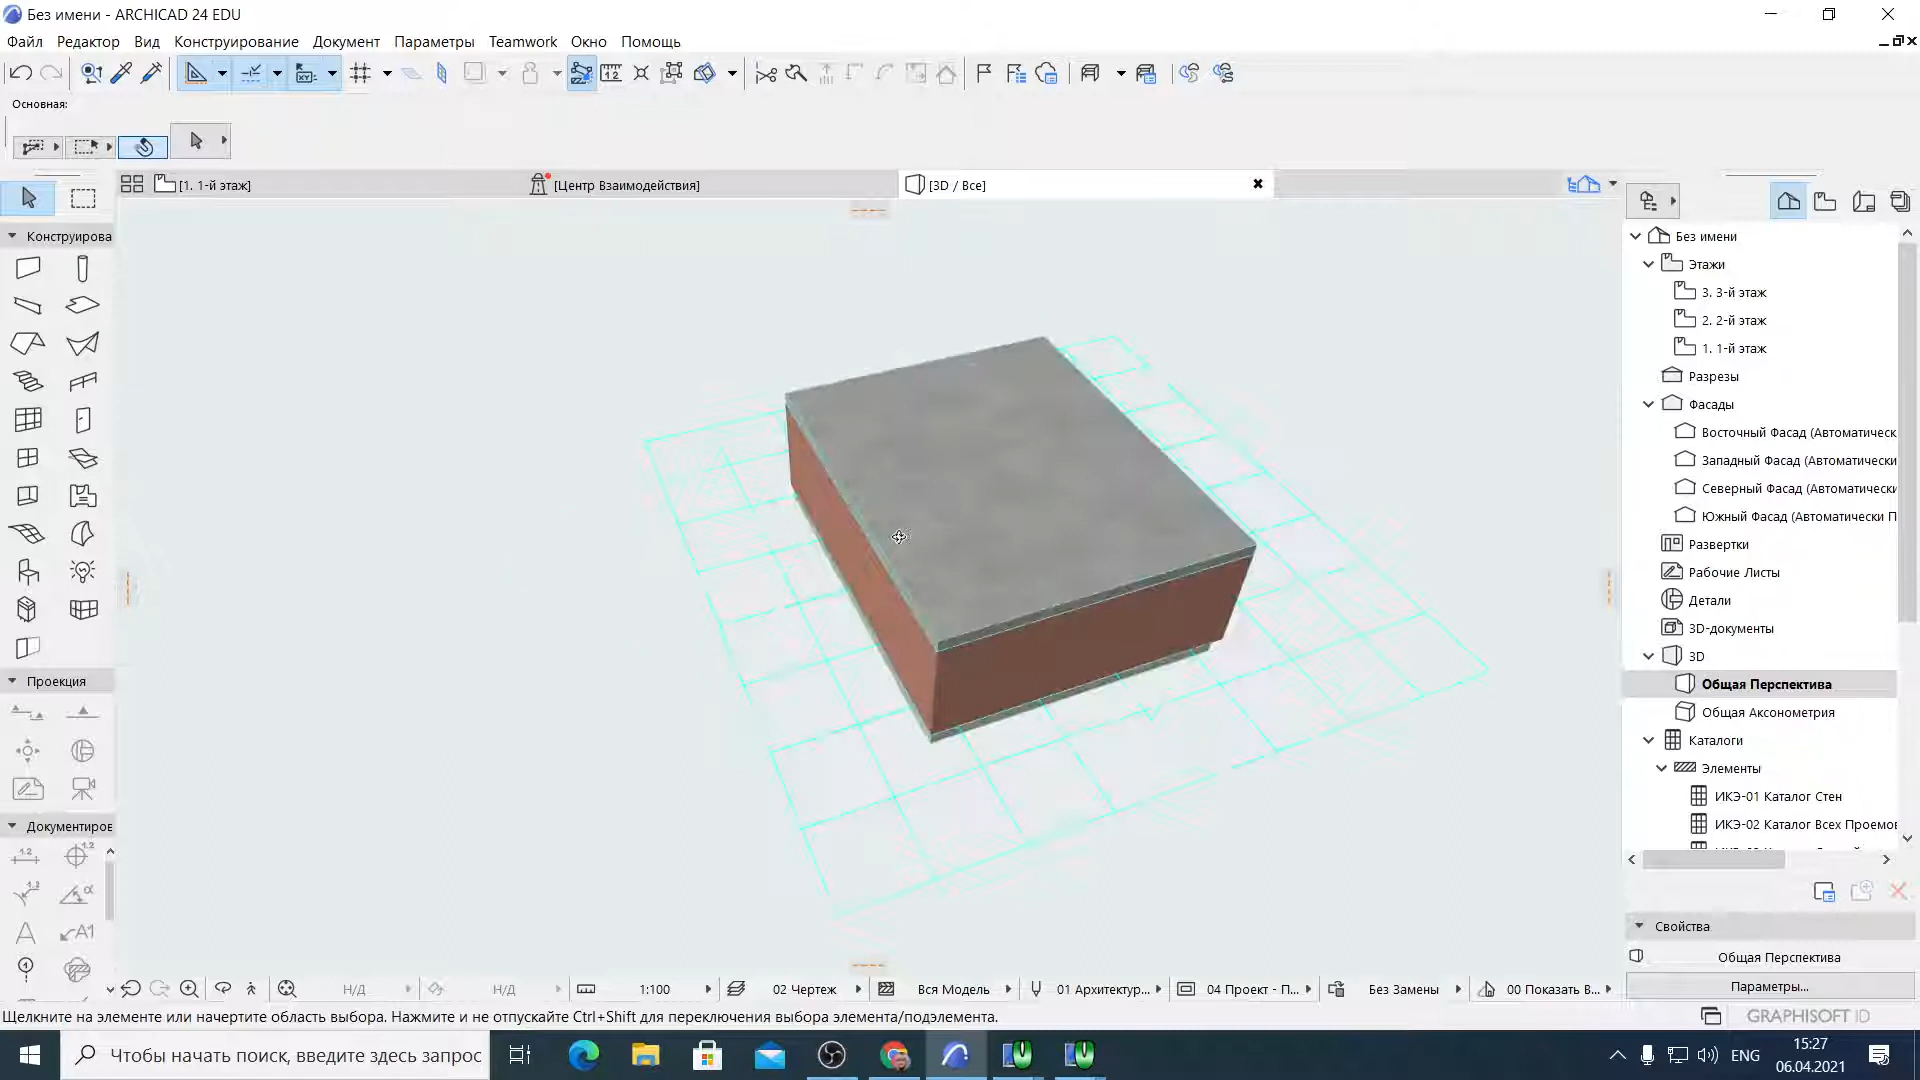 Без имени - ARCHICAD 24 EDU
Файл Редактор Вид Конструирование Документ Параметры Teamwork Окно Помощь
Основная:
[1. 1-й этаж]
[Центр Взаимодействия]
[3D / Все]
Конструирова
Проекция
Документиров
Без имени
Этажи
3. 3-й этаж
2. 2-й этаж
1. 1-й этаж
Разрезы
Фасады
Восточный Фасад (Автоматическ
Западный Фасад (Автоматически
Северный Фасад (Автоматически
Южный Фасад (Автоматически П
Развертки
Рабочие Листы
Детали
3D-документы
3D
Общая Перспектива
Общая Аксонометрия
Каталоги
Элементы
ИКЭ-01 Каталог Стен
ИКЭ-02 Каталог Всех Проемов
Свойства
Общая Перспектива
Параметры...
Н/Д Н/Д 1:100 02 Чертеж Вся Модель 01 Архитектур... 04 Проект - П... Без Замены 00 Показать В...
Щелкните на элементе или начертите область выбора. Нажмите и не отпускайте Ctrl+Shift для переключения выбора элемента/подэлемента.
GRAPHISOFT ID
Чтобы начать поиск, введите здесь запрос
ENG
15:27
06.04.2021